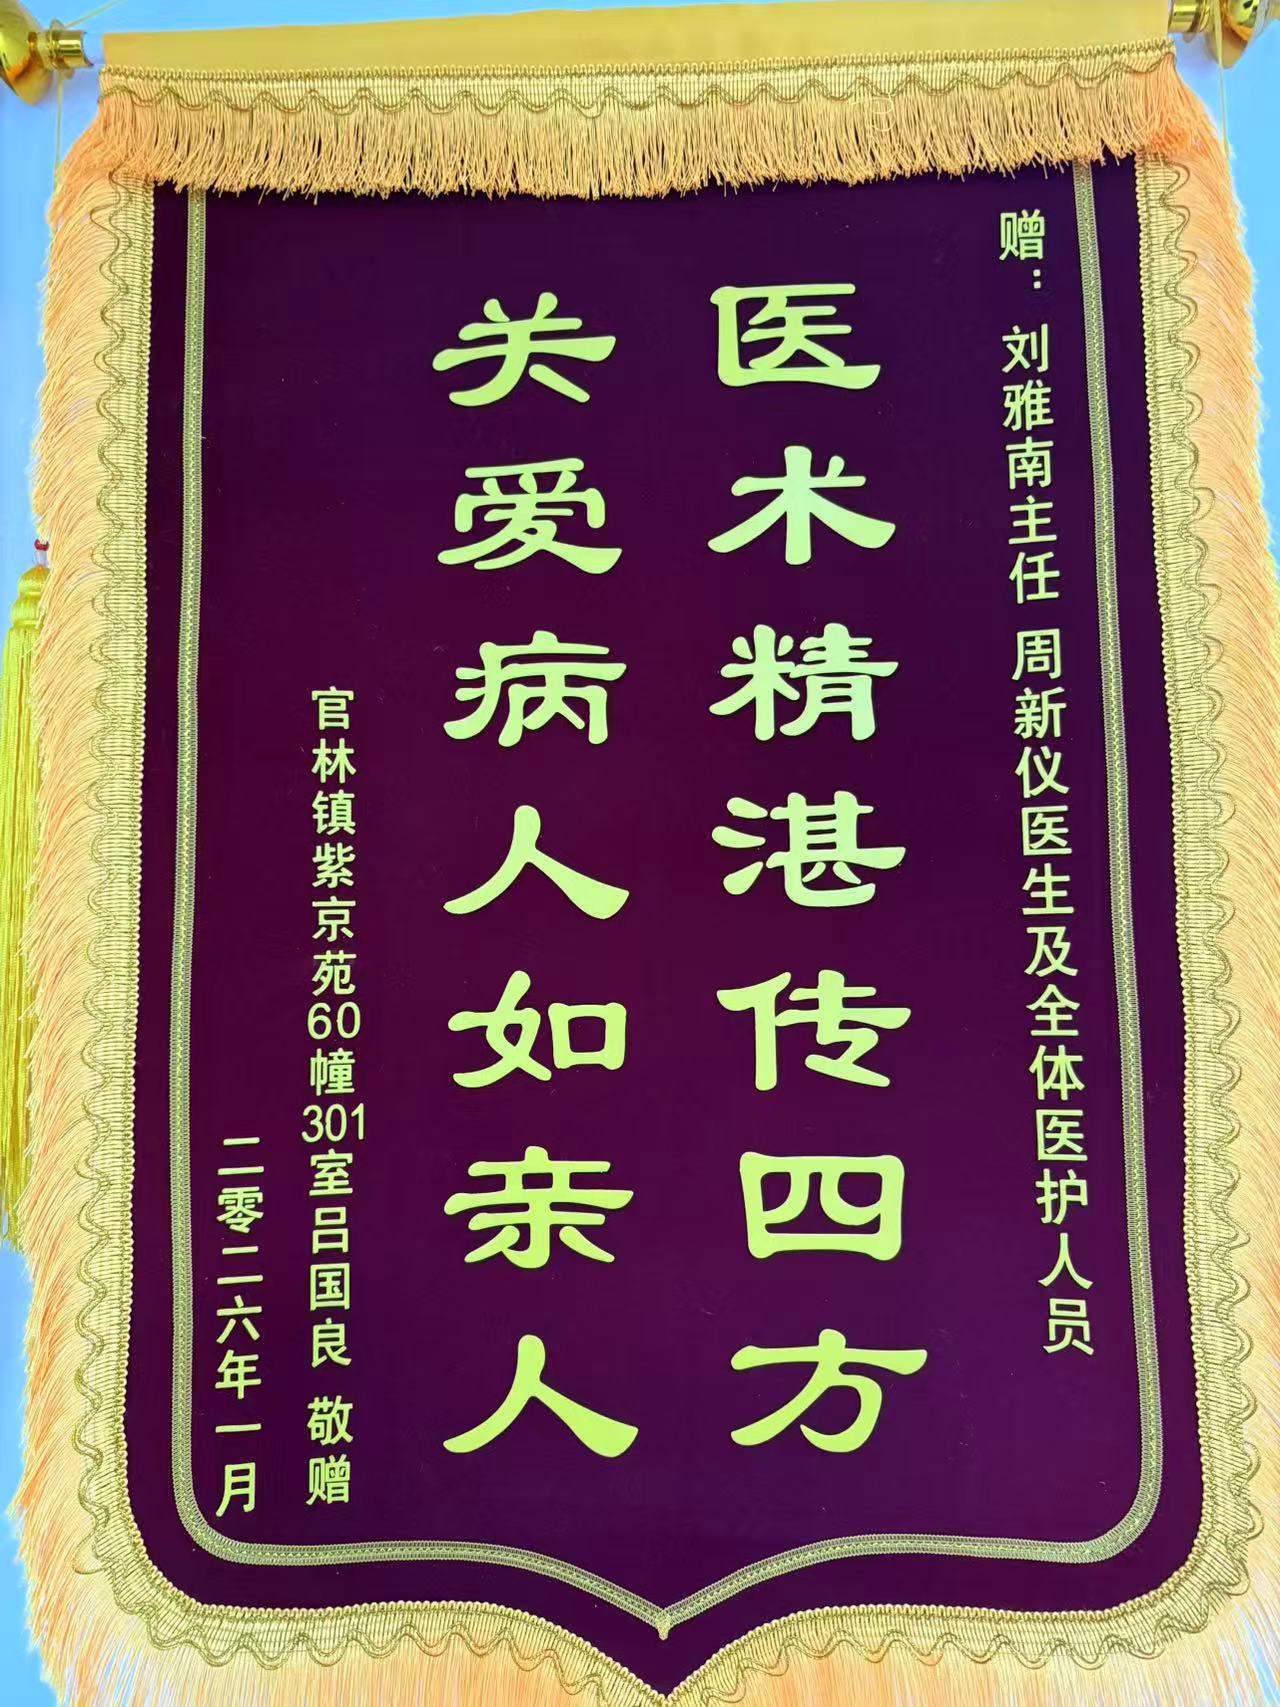 赠：刘雅南主任 周新仪医生及全体医护人员
医术精湛传四方
关爱病人如亲人
官林镇紫京苑60幢301室吕国良 敬赠
二零二六年一月